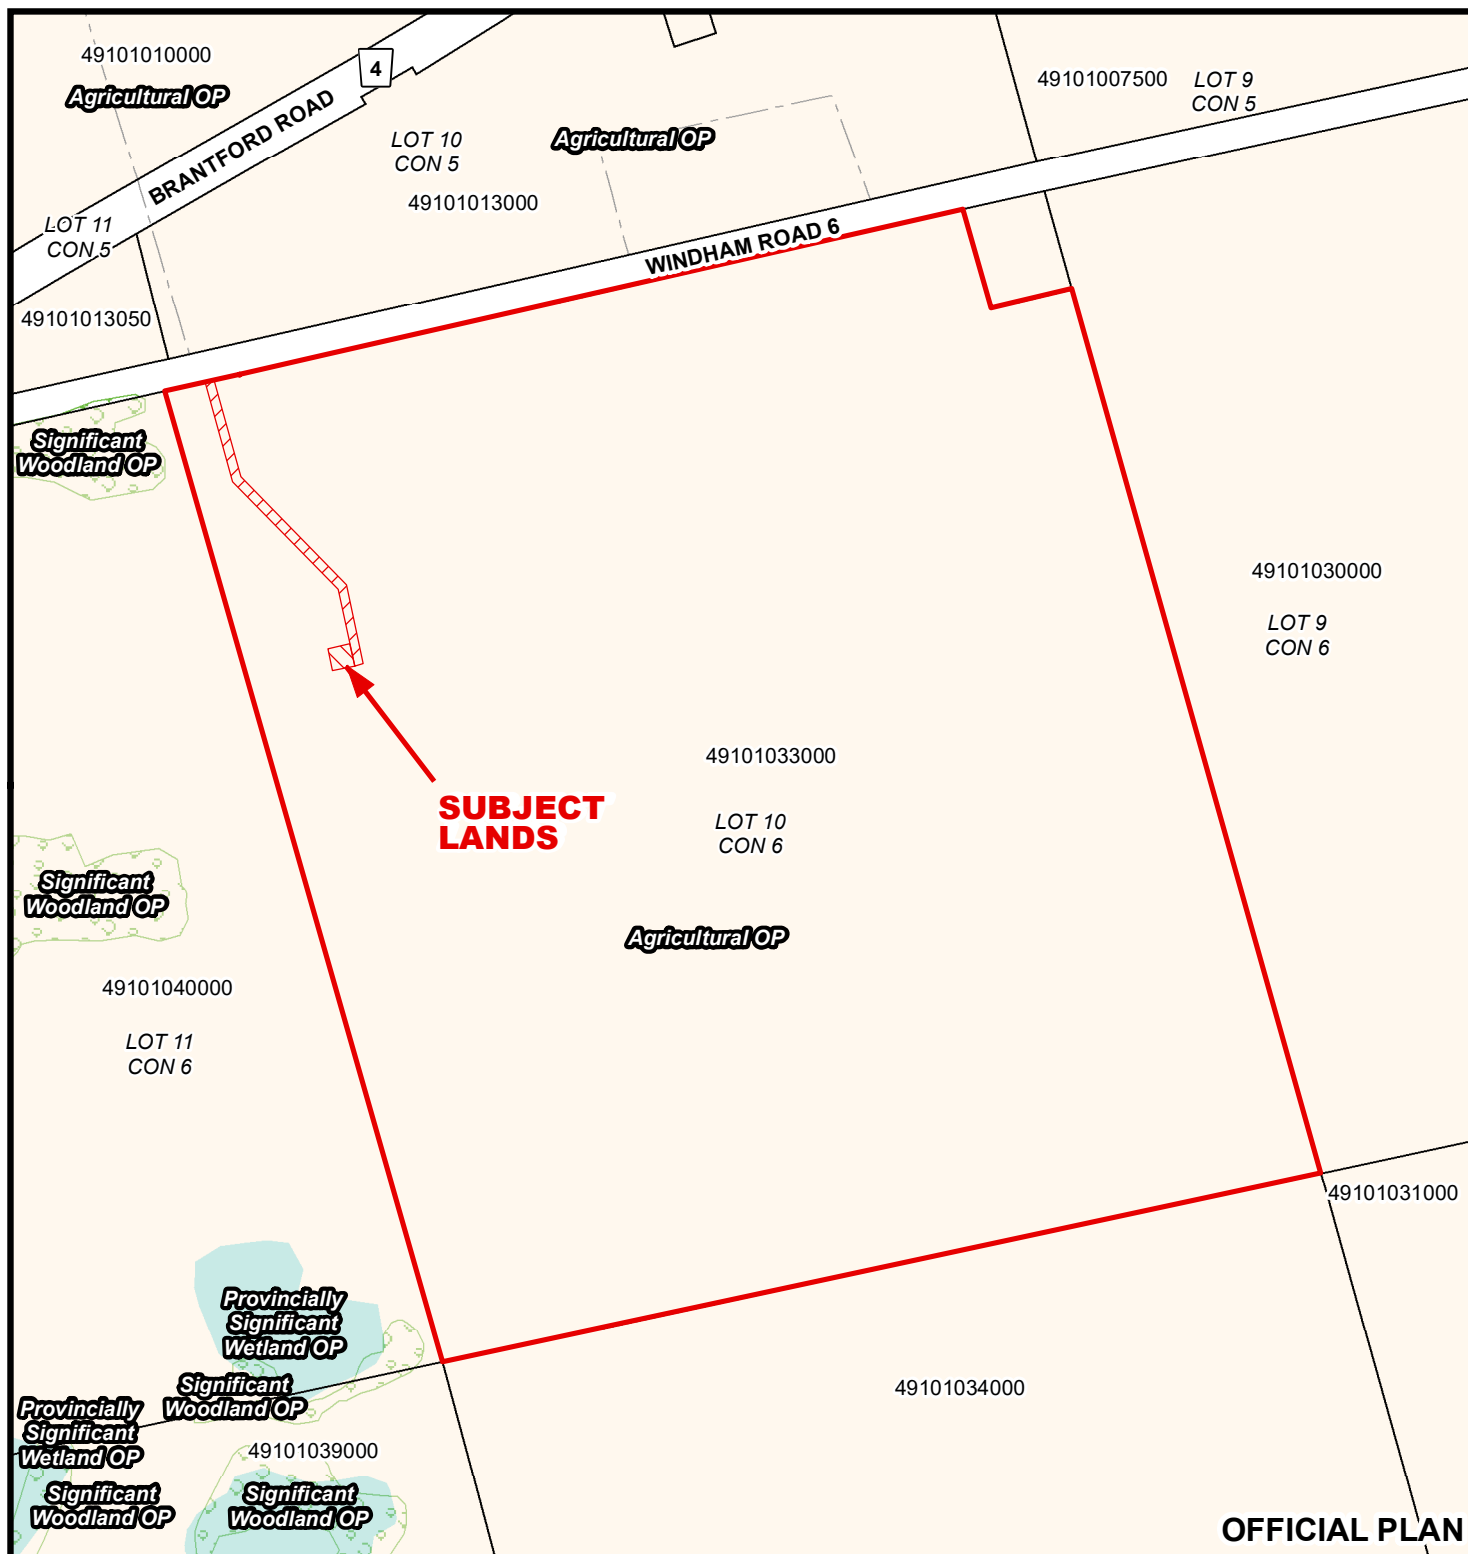 49101010000
Agricultural OP
4
BRANTFORD ROAD
LOT 10
CON 5
49101013000
Agricultural OP
49101007500
LOT 9
CON 5
LOT 11
CON 5
49101013050
WINDHAM ROAD 6
Significant
Woodland OP
49101030000
LOT 9
CON 6
49101033000
SUBJECT
LANDS
LOT 10
CON 6
Agricultural OP
Significant
Woodland OP
49101040000
LOT 11
CON 6
49101031000
Provincially
Significant
Wetland OP
Significant
Woodland OP
49101034000
Provincially
Significant
Wetland OP
49101039000
Significant
Woodland OP
Significant
Woodland OP
OFFICIAL PLAN